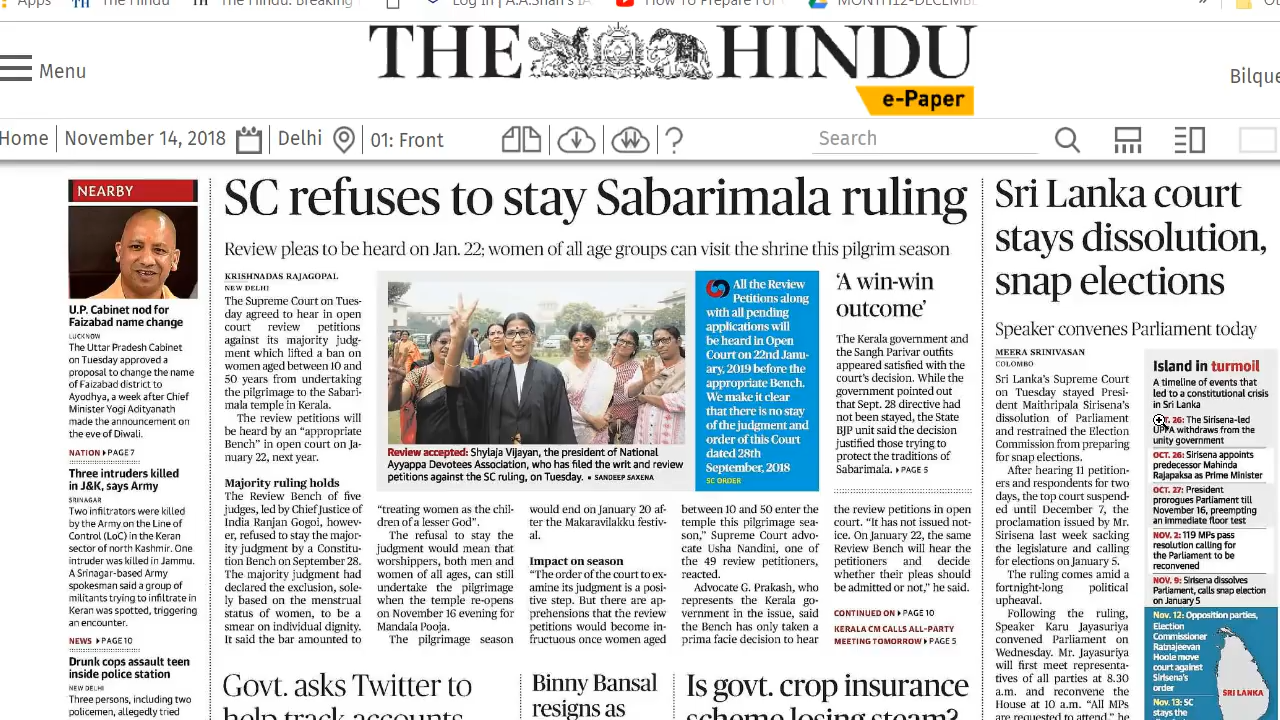 Apps
The Hindu
The Hindu: Breaking
Log In | A.A.Shah's IA
How To Prepare For
MONTH12-DECEMB
THE HINDU
e-Paper
Menu
Bilque
Home
November 14, 2018
Delhi
01: Front
Search
NEARBY
U.P. Cabinet nod for
Faizabad name change
LUCKNOW
The Uttar Pradesh Cabinet
on Tuesday approved a
proposal to change the name
of Faizabad district to
Ayodhya, a week after Chief
Minister Yogi Adityanath
made the announcement on
the eve of Diwali.
NATION ▸ PAGE 7
Three intruders killed
in J&K, says Army
SRINAGAR
Two infiltrators were killed
by the Army on the Line of
Control (LoC) in the Keran
sector of north Kashmir. One
intruder was killed in Jammu.
A Srinagar-based Army
spokesman said a group of
militants trying to infiltrate in
Keran was spotted, triggering
an encounter.
NEWS ▸ PAGE 10
Drunk cops assault teen
inside police station
NEW DELHI
Three persons, including two
policemen, allegedly tried
SC refuses to stay Sabarimala ruling
Review pleas to be heard on Jan. 22; women of all age groups can visit the shrine this pilgrim season
KRISHNADAS RAJAGOPAL
NEW DELHI
The Supreme Court on Tues-
day agreed to hear in open
court review petitions
against its majority judg-
ment which lifted a ban on
women aged between 10 and
50 years from undertaking
the pilgrimage to the Sabari-
mala temple in Kerala.
The review petitions will
be heard by an "appropriate
Bench" in open court on Ja-
nuary 22, next year.
Majority ruling holds
The Review Bench of five
judges, led by Chief Justice of
India Ranjan Gogoi, howev-
er, refused to stay the major-
ity judgment by a Constitu-
tion Bench on September 28.
The majority judgment had
declared the exclusion, sole-
ly based on the menstrual
status of women, to be a
smear on individual dignity.
It said the bar amounted to
Review accepted: Shylaja Vijayan, the president of National
Ayyappa Devotees Association, who has filed the writ and review
petitions against the SC ruling, on Tuesday. • SANDEEP SAXENA
All the Review
Petitions along
with all pending
applications will
be heard in Open
Court on 22nd Janu-
ary, 2019 before the
appropriate Bench.
We make it clear
that there is no stay
of the judgment and
order of this Court
dated 28th
September, 2018
SC ORDER
"treating women as the chil-
dren of a lesser God".
The refusal to stay the
judgment would mean that
worshippers, both men and
women of all ages, can still
undertake the pilgrimage
when the temple re-opens
on November 16 evening for
Mandala Pooja.
The pilgrimage season
would end on January 20 af-
ter the Makaravilakku festiv-
al.
Impact on season
"The order of the court to ex-
amine its judgment is a posi-
tive step. But there are ap-
prehensions that the review
petitions would become in-
fructuous once women aged
between 10 and 50 enter the
temple this pilgrimage sea-
son," Supreme Court advo-
cate Usha Nandini, one of
the 49 review petitioners,
reacted.
Advocate G. Prakash, who
represents the Kerala go-
vernment in the issue, said
the Bench has only taken a
prima facie decision to hear
'A win-win
outcome'
The Kerala government and
the Sangh Parivar outfits
appeared satisfied with the
court's decision. While the
government pointed out
that Sept. 28 directive had
not been stayed, the State
BJP unit said the decision
justified those trying to
protect the traditions of
Sabarimala. ▸ PAGE 5
the review petitions in open
court. "It has not issued not-
ice. On January 22, the same
Review Bench will hear the
petitions and decide
whether their pleas should
be admitted or not," he said.
CONTINUED ON ▸ PAGE 10
KERALA CM CALLS ALL-PARTY
MEETING TOMORROW ▸ PAGE 5
Sri Lanka court
stays dissolution,
snap elections
Speaker convenes Parliament today
MEERA SRINIVASAN
COLOMBO
Sri Lanka's Supreme Court
on Tuesday stayed Presi-
dent Maithripala Sirisena's
dissolution of Parliament
and restrained the Election
Commission from preparing
for snap elections.
After hearing 11 petition-
ers and respondents for two
days, the top court suspend-
ed until December 7, the
proclamation issued by Mr.
Sirisena last week sacking
the legislature and calling
for elections on January 5.
The ruling comes amid a
fortnight-long political
upheaval.
Following the ruling,
Speaker Karu Jayasuriya
convened Parliament on
Wednesday. Mr. Jayasuriya
will first meet representa-
tives of all parties at 8.30
a.m. and reconvene the
House at 10 a.m. "All MPs
are requested to attend," he
Island in turmoil
A timeline of events that
led to a constitutional crisis
in Sri Lanka
26: The Sirisena-led
UPFA withdraws from the
unity government
OCT. 26: Sirisena appoints
predecessor Mahinda
Rajapaksa as Prime Minister
OCT. 27: President
prorogues Parliament till
November 16, preempting
an immediate floor test
NOV. 2: 119 MPs pass
resolution calling for
the Parliament to be
reconvened
NOV. 9: Sirisena dissolves
Parliament, calls snap election
on January 5
Nov. 12: Opposition parties,
Election
Commissioner
Ratnajeevan
Hoole move
court against
Sirisena's
order
Nov. 13: SC
stays the
SRI LANKA
Govt. asks Twitter to
help track accounts
Binny Bansal
resigns as
Is govt. crop insurance
scheme losing steam?